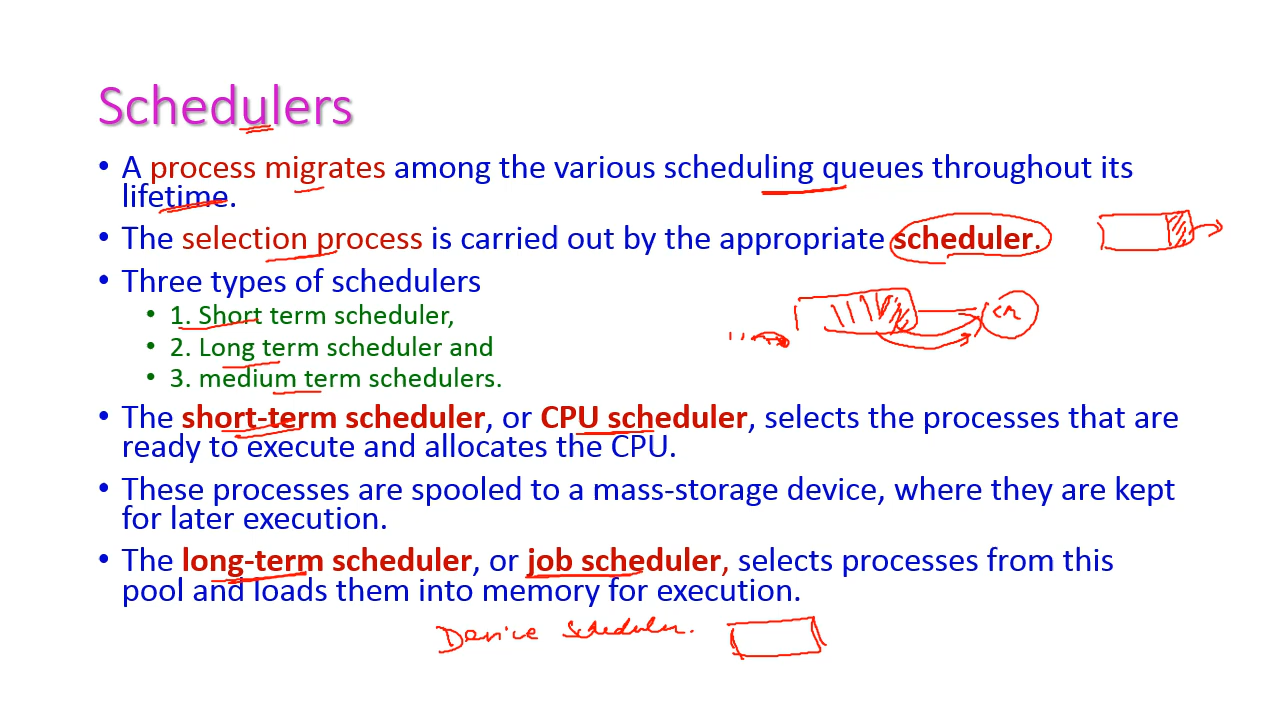 Schedulers
• A process migrates among the various scheduling queues throughout its
lifetime.
• The selection process is carried out by the appropriate scheduler.
• Three types of schedulers
• 1. Short term scheduler,
• 2. Long term scheduler and
• 3. medium term schedulers.
• The short-term scheduler, or CPU scheduler, selects the processes that are
ready to execute and allocates the CPU.
• These processes are spooled to a mass-storage device, where they are kept
for later execution.
• The long-term scheduler, or job scheduler, selects processes from this
pool and loads them into memory for execution.
Device Scheduler.